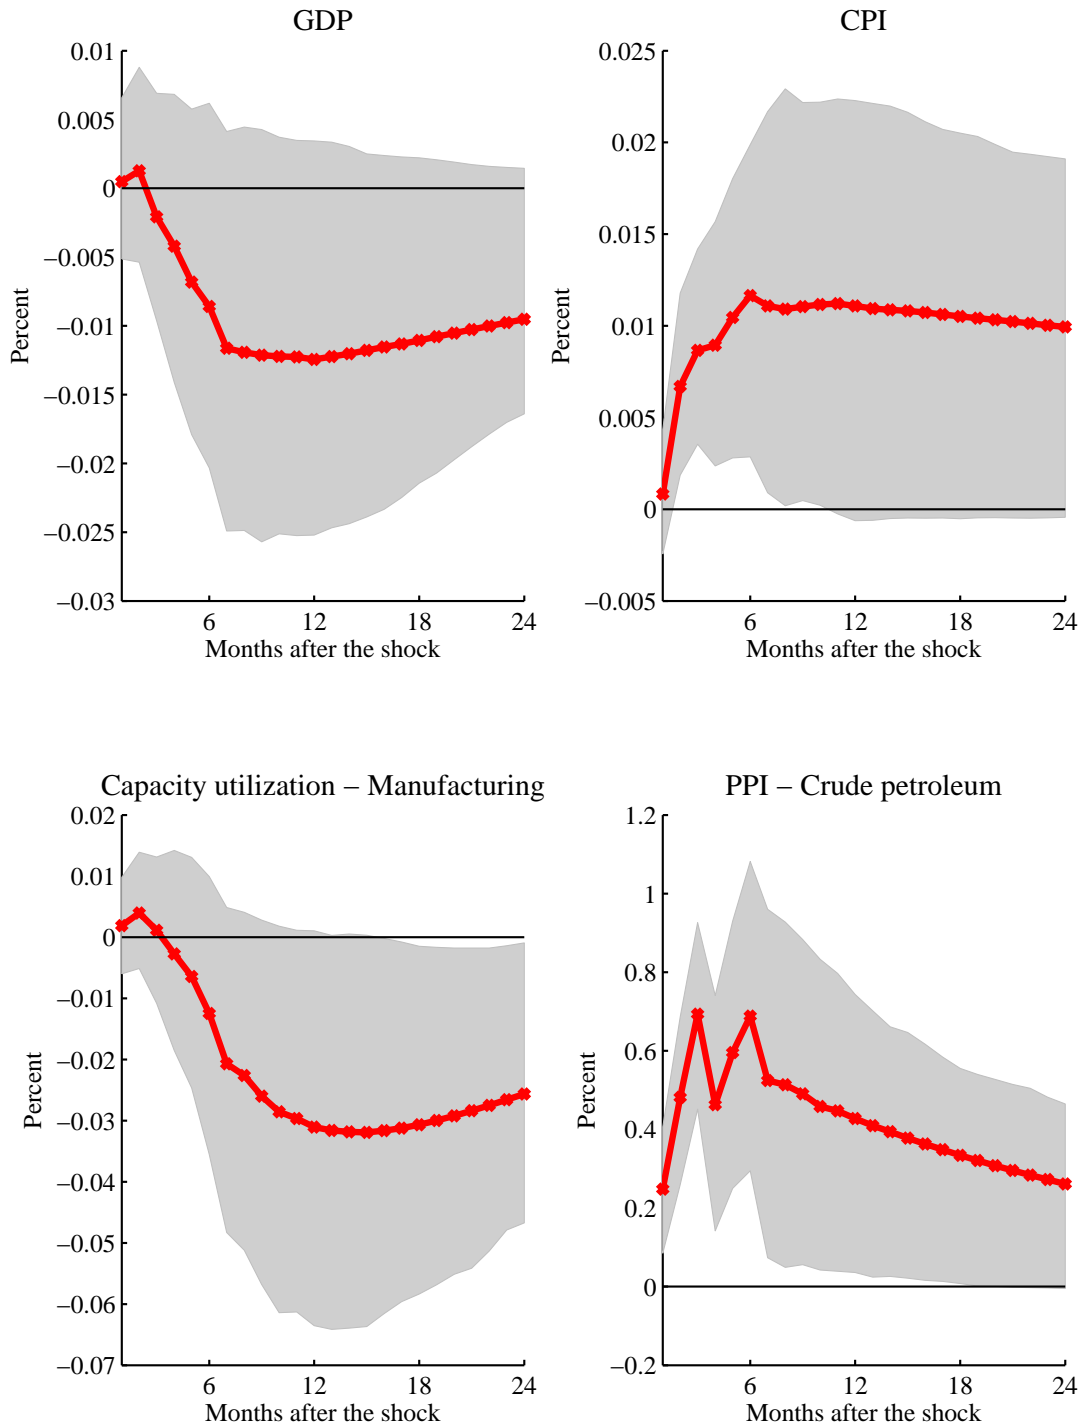 GDP
0.01
0.005
0
−0.005
−0.01
−0.015
−0.02
−0.025
−0.03
Percent
6 12 18 24
Months after the shock
CPI
0.025
0.02
0.015
0.01
0.005
0
−0.005
Percent
6 12 18 24
Months after the shock
Capacity utilization − Manufacturing
0.02
0.01
0
−0.01
−0.02
−0.03
−0.04
−0.05
−0.06
−0.07
Percent
6 12 18 24
Months after the shock
PPI − Crude petroleum
1.2
1
0.8
0.6
0.4
0.2
0
−0.2
Percent
6 12 18 24
Months after the shock